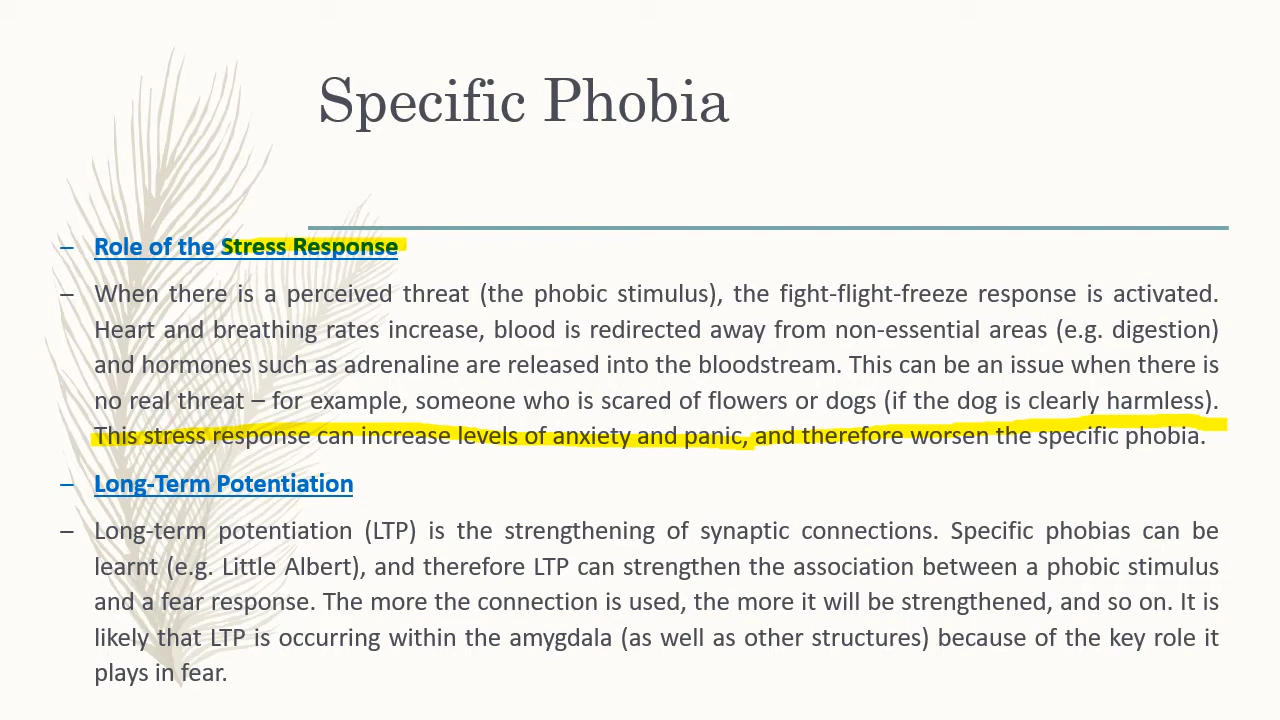 Specific Phobia
– Role of the Stress Response
– When there is a perceived threat (the phobic stimulus), the fight-flight-freeze response is activated.
Heart and breathing rates increase, blood is redirected away from non-essential areas (e.g. digestion)
and hormones such as adrenaline are released into the bloodstream. This can be an issue when there is
no real threat – for example, someone who is scared of flowers or dogs (if the dog is clearly harmless).
This stress response can increase levels of anxiety and panic, and therefore worsen the specific phobia.
– Long-Term Potentiation
– Long-term potentiation (LTP) is the strengthening of synaptic connections. Specific phobias can be
learnt (e.g. Little Albert), and therefore LTP can strengthen the association between a phobic stimulus
and a fear response. The more the connection is used, the more it will be strengthened, and so on. It is
likely that LTP is occurring within the amygdala (as well as other structures) because of the key role it
plays in fear.